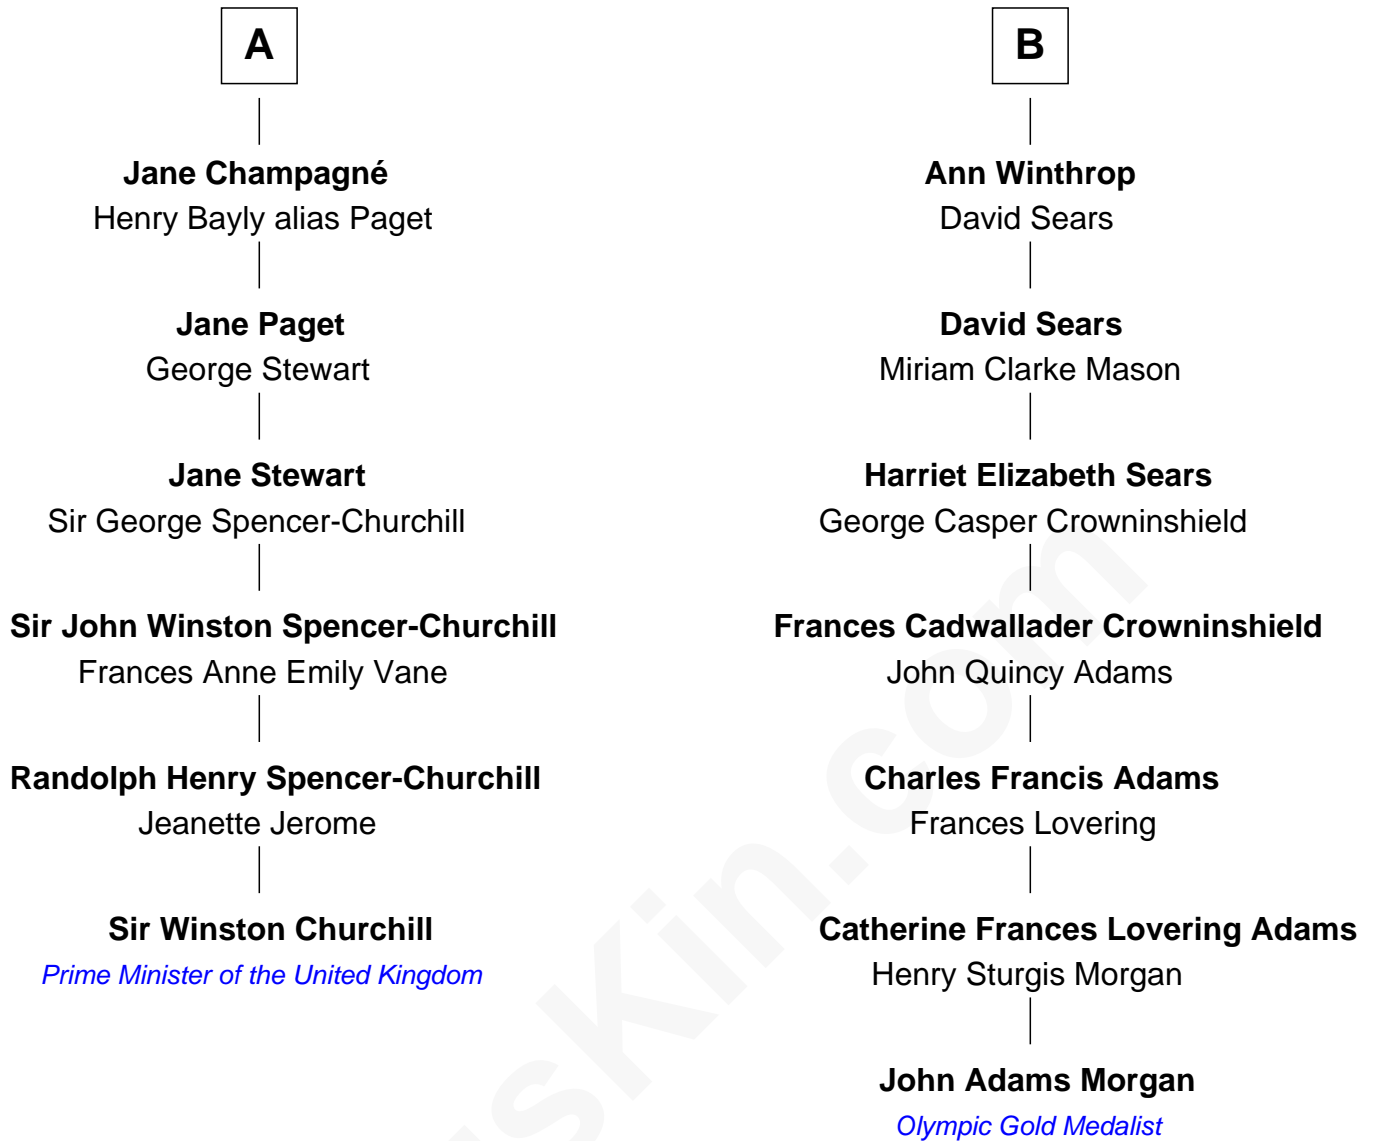 A
Jane Champagné
Henry Bayly alias Paget
Jane Paget
George Stewart
Jane Stewart
Sir George Spencer-Churchill
Sir John Winston Spencer-Churchill
Frances Anne Emily Vane
Randolph Henry Spencer-Churchill
Jeanette Jerome
Sir Winston Churchill
Prime Minister of the United Kingdom
B
Ann Winthrop
David Sears
David Sears
Miriam Clarke Mason
Harriet Elizabeth Sears
George Casper Crowninshield
Frances Cadwallader Crowninshield
John Quincy Adams
Charles Francis Adams
Frances Lovering
Catherine Frances Lovering Adams
Henry Sturgis Morgan
John Adams Morgan
Olympic Gold Medalist